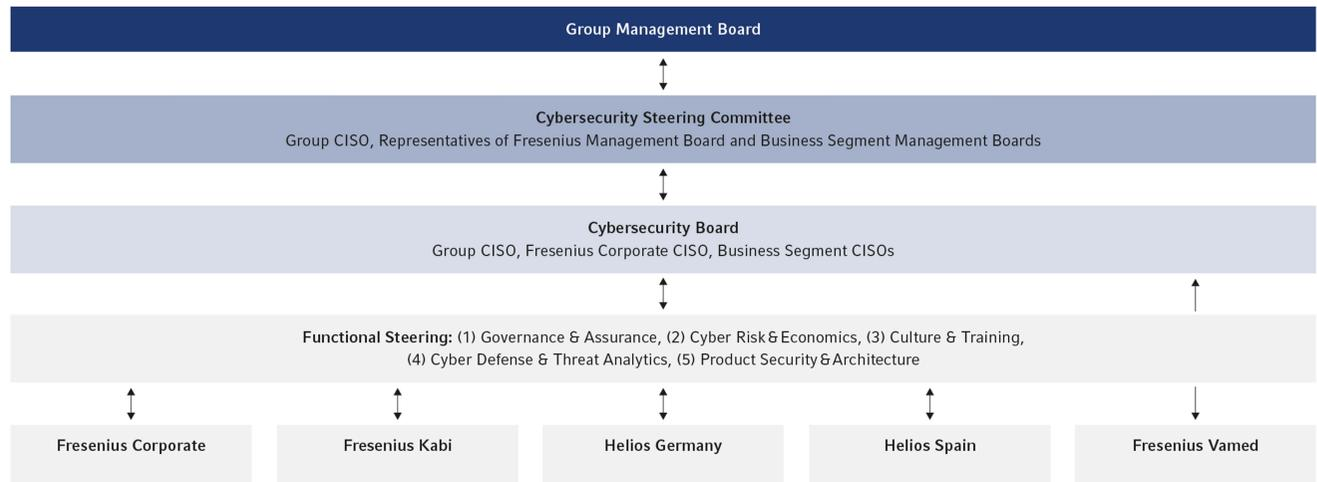 Group Management Board
Cybersecurity Steering Committee
Group CISO, Representatives of Fresenius Management Board and Business Segment Management Boards
Cybersecurity Board
Group CISO, Fresenius Corporate CISO, Business Segment CISOs
Functional Steering: (1) Governance & Assurance, (2) Cyber Risk & Economics, (3) Culture & Training,
(4) Cyber Defense & Threat Analytics, (5) Product Security & Architecture
Fresenius Corporate
Fresenius Kabi
Helios Germany
Helios Spain
Fresenius Vamed